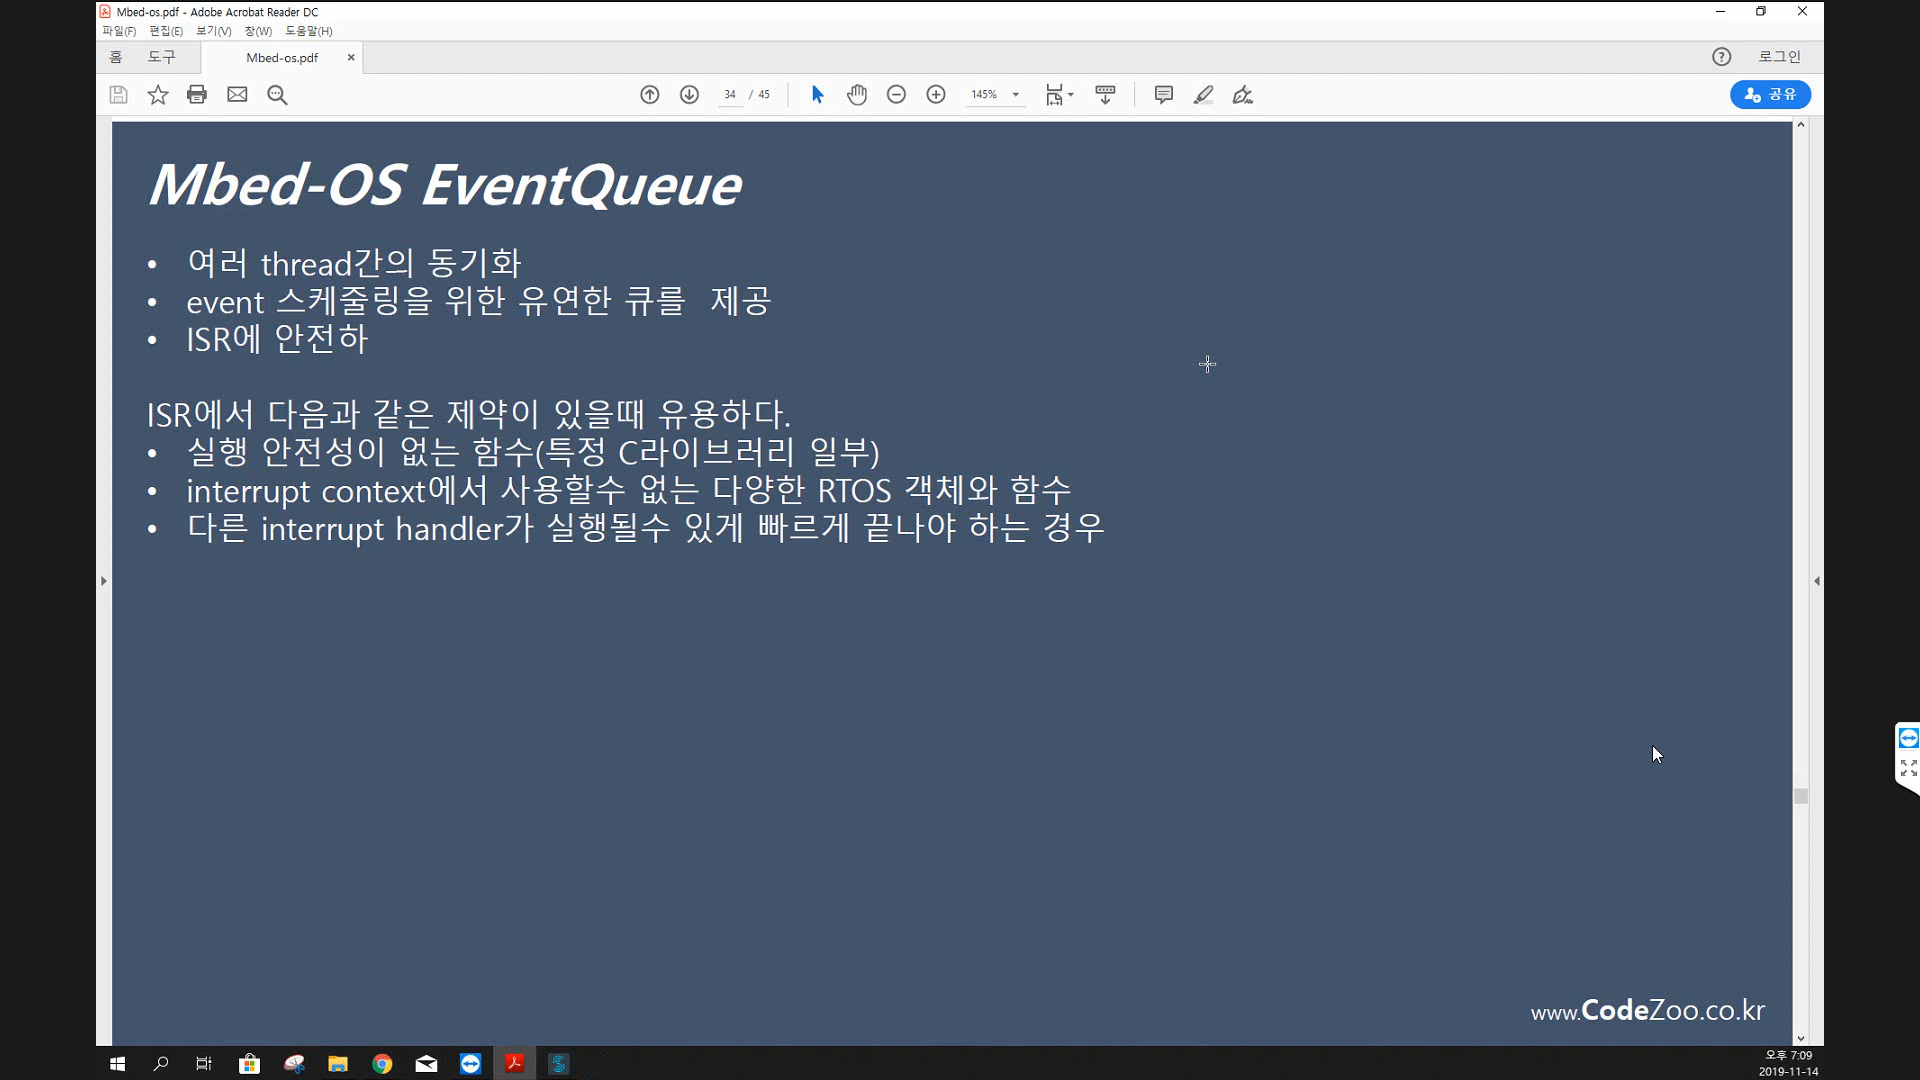 Mbed-os.pdf - Adobe Acrobat Reader DC
파일(F) 편집(E) 보기(V) 창(W) 도움말(H)
홈 도구 Mbed-os.pdf × 로그인
34 / 45 145% 공유
Mbed-OS EventQueue
• 여러 thread간의 동기화
• event 스케줄링을 위한 유연한 큐를 제공
• ISR에 안전하
ISR에서 다음과 같은 제약이 있을때 유용하다.
• 실행 안전성이 없는 함수(특정 C라이브러리 일부)
• interrupt context에서 사용할수 없는 다양한 RTOS 객체와 함수
• 다른 interrupt handler가 실행될수 있게 빠르게 끝나야 하는 경우
www.CodeZoo.co.kr
오후 7:09
2019-11-14